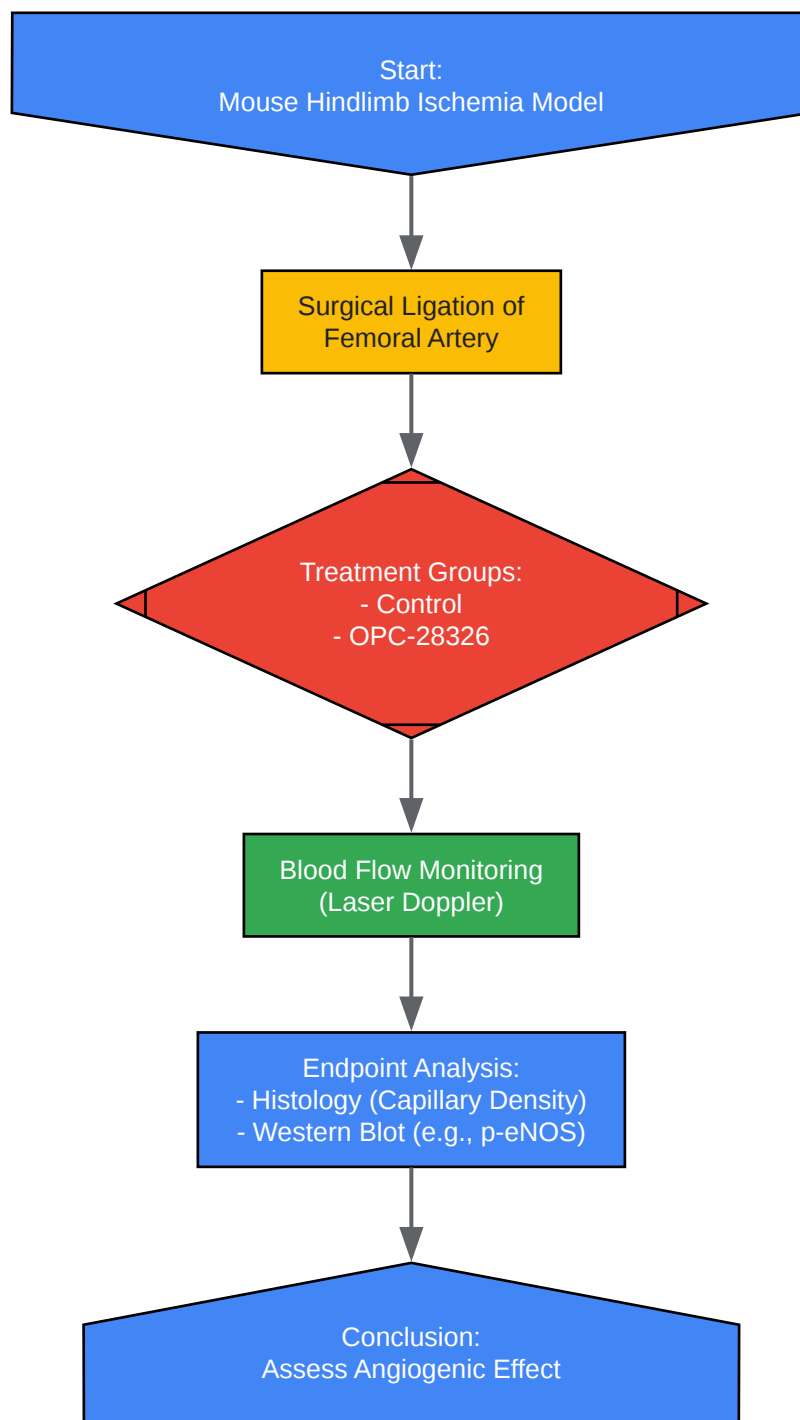 Start:
Mouse Hindlimb Ischemia Model
Surgical Ligation of
Femoral Artery
Treatment Groups:
- Control
- OPC-28326
Blood Flow Monitoring
(Laser Doppler)
Endpoint Analysis:
- Histology (Capillary Density)
- Western Blot (e.g., p-eNOS)
Conclusion:
Assess Angiogenic Effect